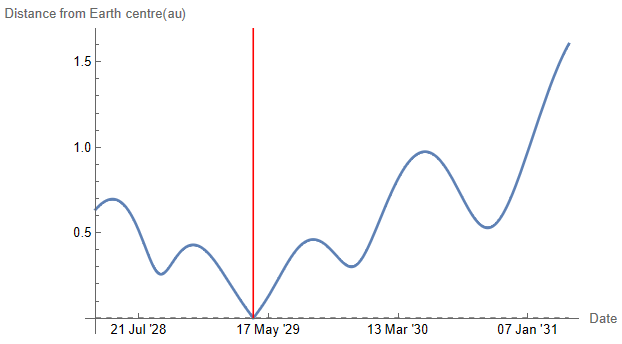 Distance from Earth centre(au)
1.5
1.0
0.5
Date
21 Jul '28 17 May '29 13 Mar '30 07 Jan '31